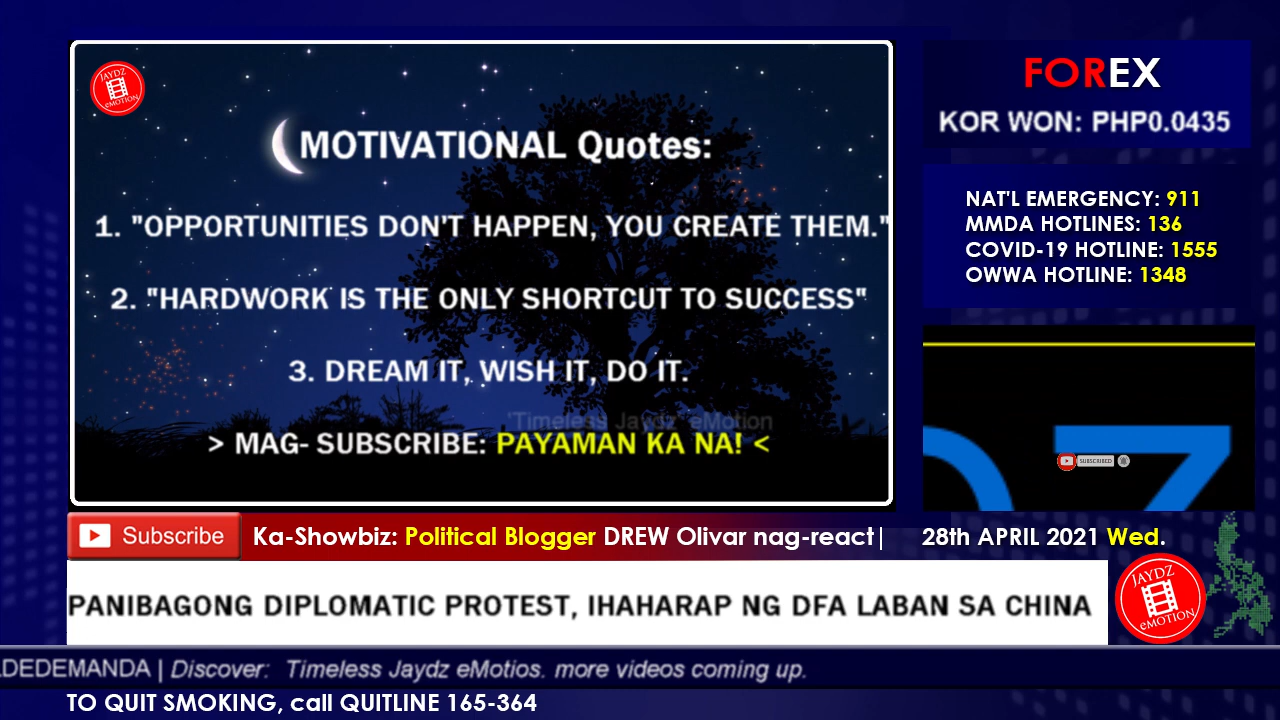 JAYDZ
eMOTION
MOTIVATIONAL Quotes:
1. "OPPORTUNITIES DON'T HAPPEN, YOU CREATE THEM."
2. "HARDWORK IS THE ONLY SHORTCUT TO SUCCESS"
3. DREAM IT, WISH IT, DO IT.
'Timeless Jaydz' eMotion
> MAG- SUBSCRIBE: PAYAMAN KA NA! <
FOREX
KOR WON: PHP0.0435
NAT'L EMERGENCY: 911
MMDA HOTLINES: 136
COVID-19 HOTLINE: 1555
OWWA HOTLINE: 1348
Z
SUBSCRIBED
Subscribe
Ka-Showbiz: Political Blogger DREW Olivar nag-react|
28th APRIL 2021 Wed.
PANIBAGONG DIPLOMATIC PROTEST, IHAHARAP NG DFA LABAN SA CHINA
JAYDZ
eMOTION
DEDEMANDA | Discover: Timeless Jaydz eMotios. more videos coming up.
TO QUIT SMOKING, call QUITLINE 165-364